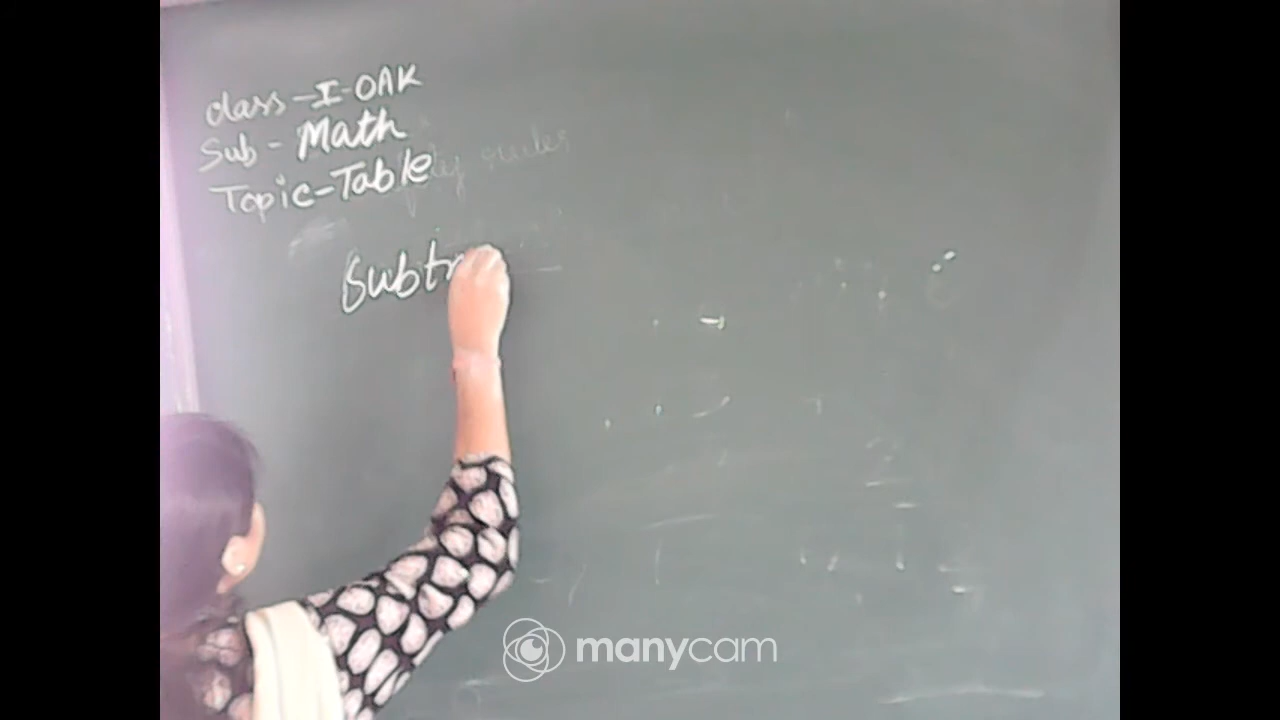 Class - I - OAK
Sub - Math
Topic - Table
Subtr
manycam